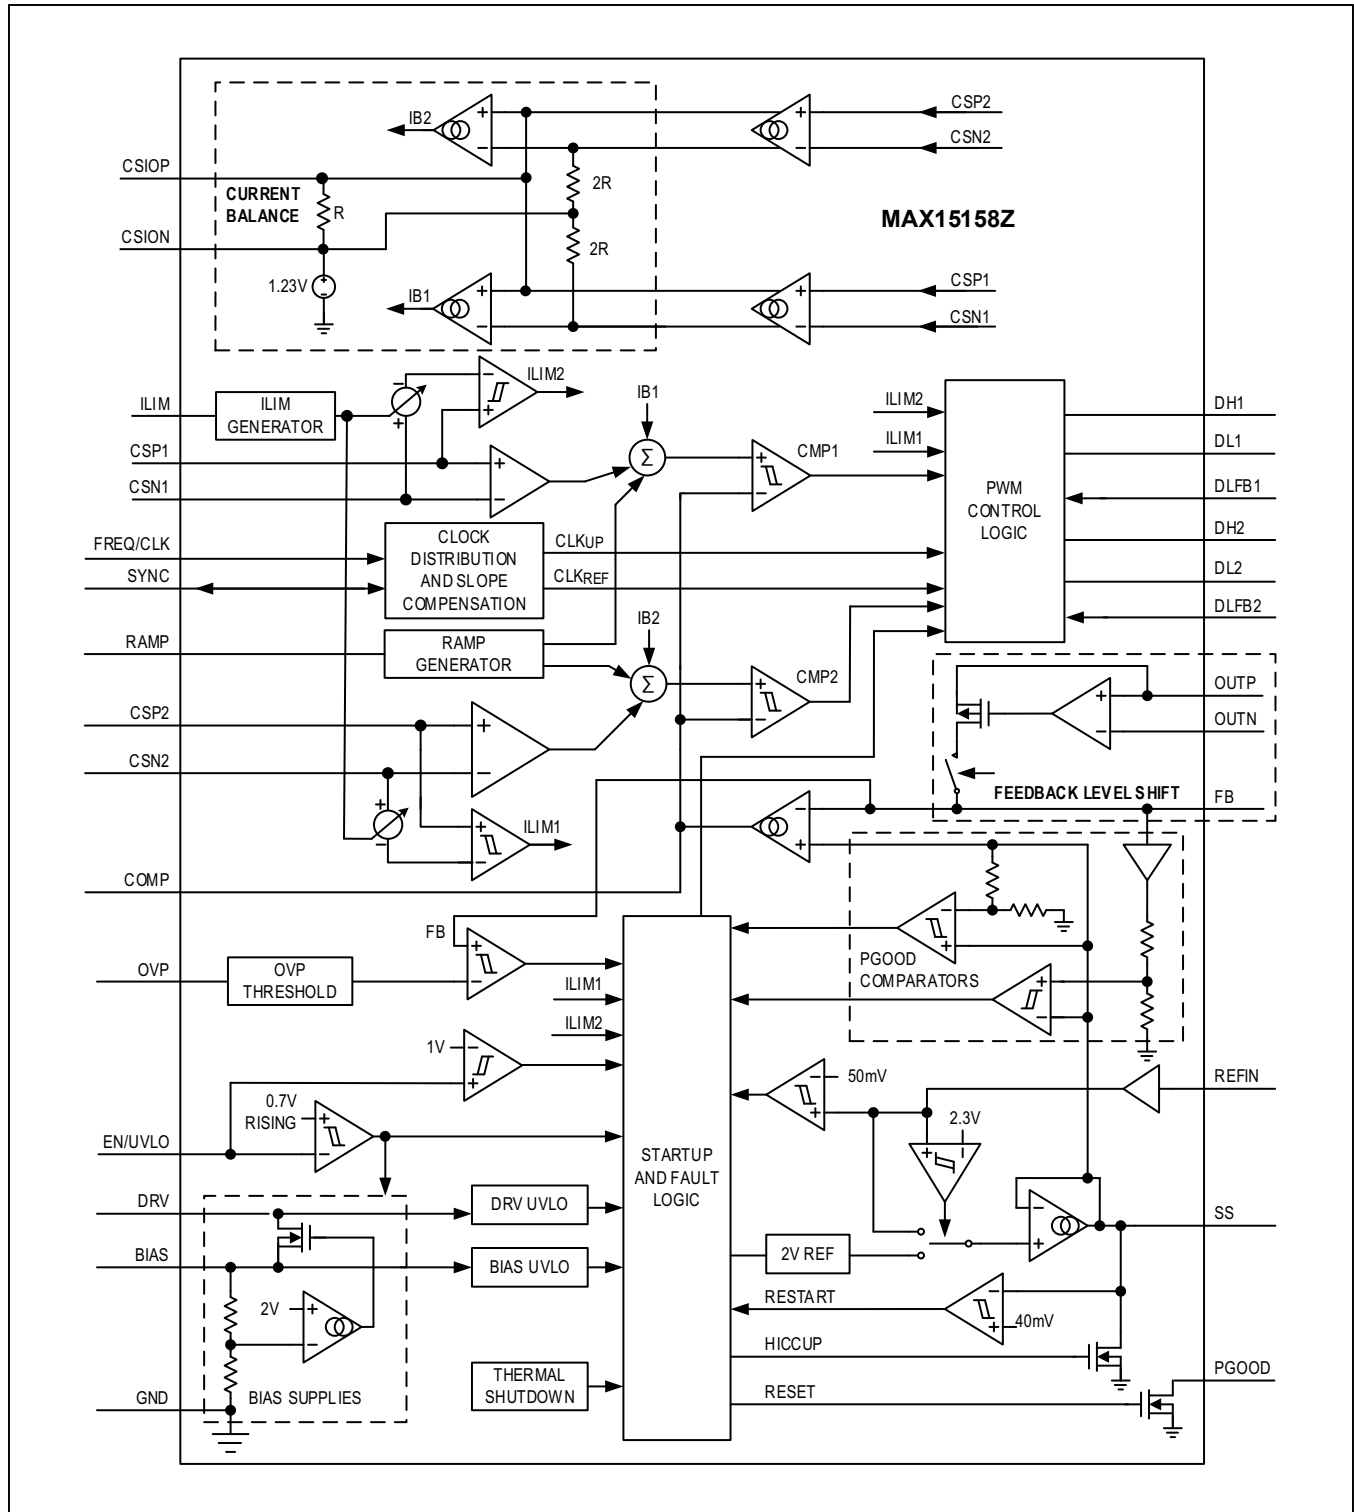 IB2
+
−
+
−
CSP2
CSN2
CSIOP
CURRENT
BALANCE
R
2R
MAX15158Z
CSION
2R
1.23V
+
-
IB1
+
−
+
−
CSP1
CSN1
ILIM
ILIM
GENERATOR
−
+
−
+
ILIM2
IB1
ILIM2
DH1
CSP1
+
Σ
+
CMP1
ILIM1
DL1
CSN1
−
−
PWM
CONTROL
LOGIC
DLFB1
FREQ/CLK
CLOCK
DISTRIBUTION
AND SLOPE
COMPENSATION
CLKUP
DH2
SYNC
CLKREF
DL2
IB2
DLFB2
RAMP
RAMP
GENERATOR
Σ
+
−
CMP2
+
−
OUTP
OUTN
CSP2
+
CSN2
−
FEEDBACK LEVEL SHIFT
FB
+
−
+
−
ILIM1
−
+
COMP
FB
+
−
−
+
PGOOD
COMPARATORS
OVP
OVP
THRESHOLD
ILIM1
+
−
ILIM2
1V
−
+
−
+
50mV
REFIN
0.7V
RISING
+
−
2.3V
+
−
EN/UVLO
STARTUP
AND FAULT
LOGIC
DRV
DRV UVLO
−
+
SS
BIAS
BIAS UVLO
2V REF
2V
+
−
RESTART
−
+
40mV
HICCUP
PGOOD
THERMAL
SHUTDOWN
GND
BIAS SUPPLIES
RESET